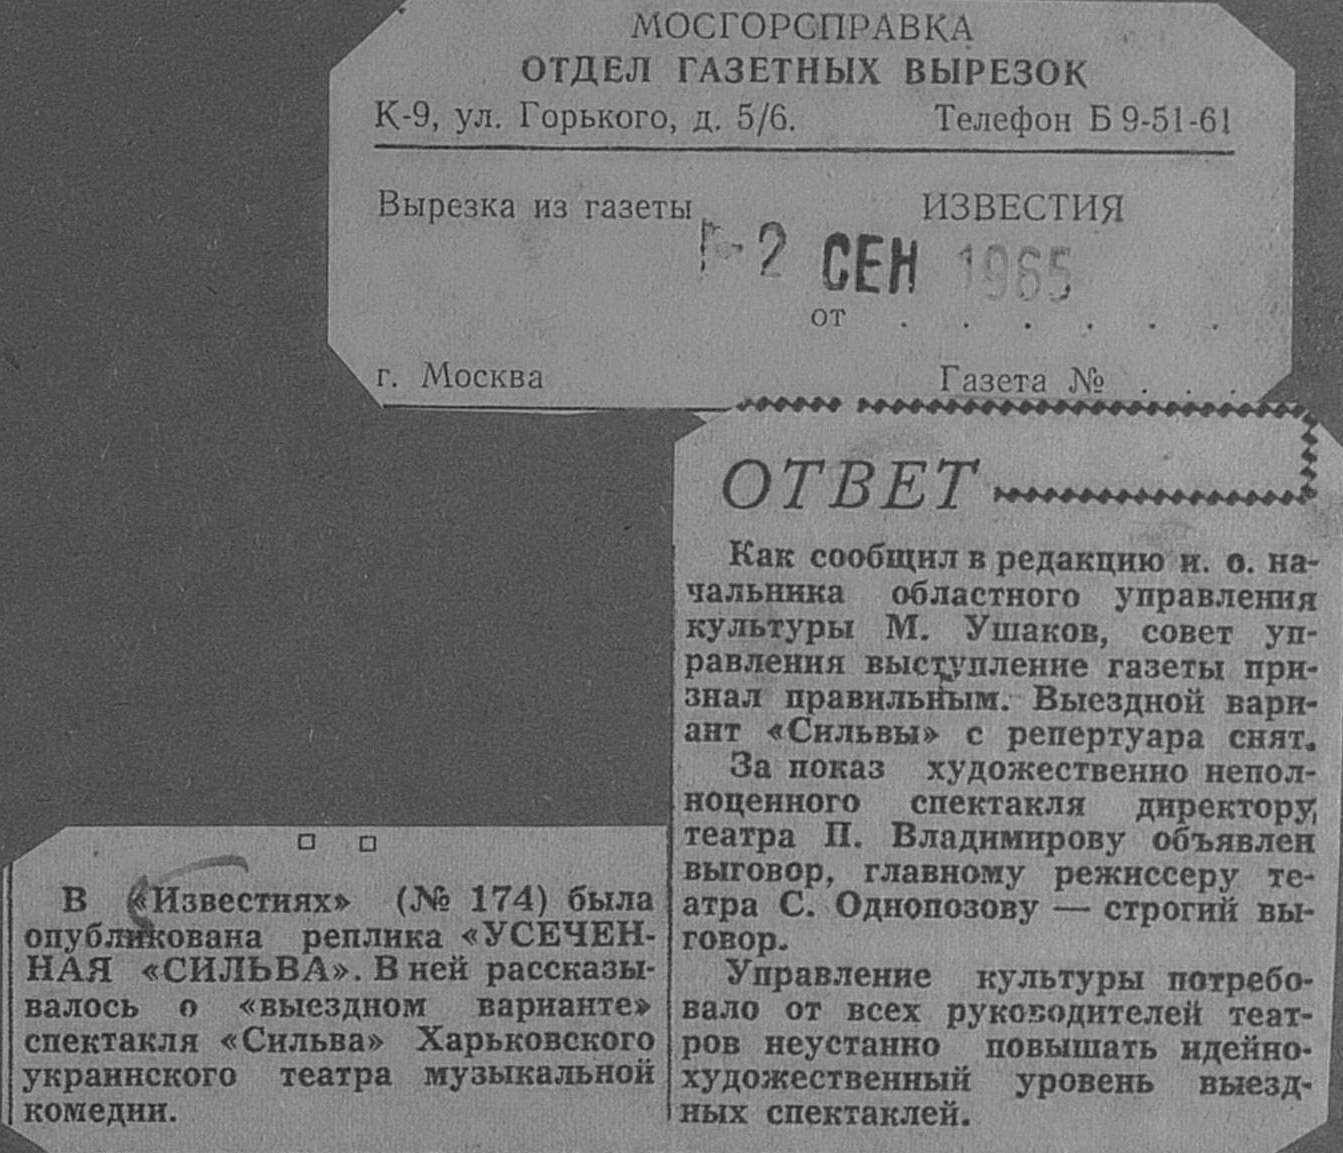 МОСГОРСПРАВКА
ОТДЕЛ ГАЗЕТНЫХ ВЫРЕЗОК
К-9, ул. Горького, д. 5/6. Телефон Б 9-51-61
Вырезка из газеты ИЗВЕСТИЯ
-2 СЕН 1965
от . . . . . .
г. Москва Газета № . . .
В «Известиях» (№ 174) была
опубликована реплика «УСЕЧЕН-
НАЯ «СИЛЬВА». В ней рассказы-
валось о «выездном варианте»
спектакля «Сильва» Харьковского
украинского театра музыкальной
комедии.
ОТВЕТ
Как сообщил в редакцию и. о. на-
чальника областного управления
культуры М. Ушаков, совет уп-
равления выступление газеты при-
знал правильным. Выездной вари-
ант «Сильвы» с репертуара снят.
За показ художественно непол-
ноценного спектакля директору
театра П. Владимирову объявлен
выговор, главному режиссеру те-
атра С. Однопозову — строгий вы-
говор.
Управление культуры потребо-
вало от всех руководителей теат-
ров неустанно повышать идейно-
художественный уровень выезд-
ных спектаклей.